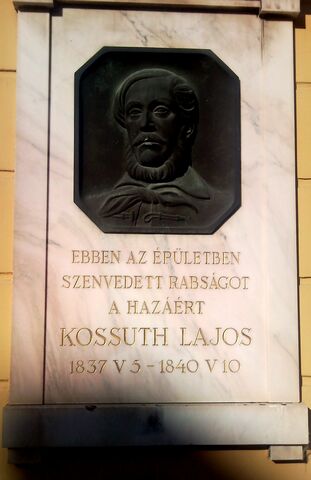 EBBEN AZ ÉPÜLETBEN
SZENVEDETT RABSÁGOT
A HAZÁÉRT
KOSSUTH LAJOS
1837 V 5 – 1840 V 10